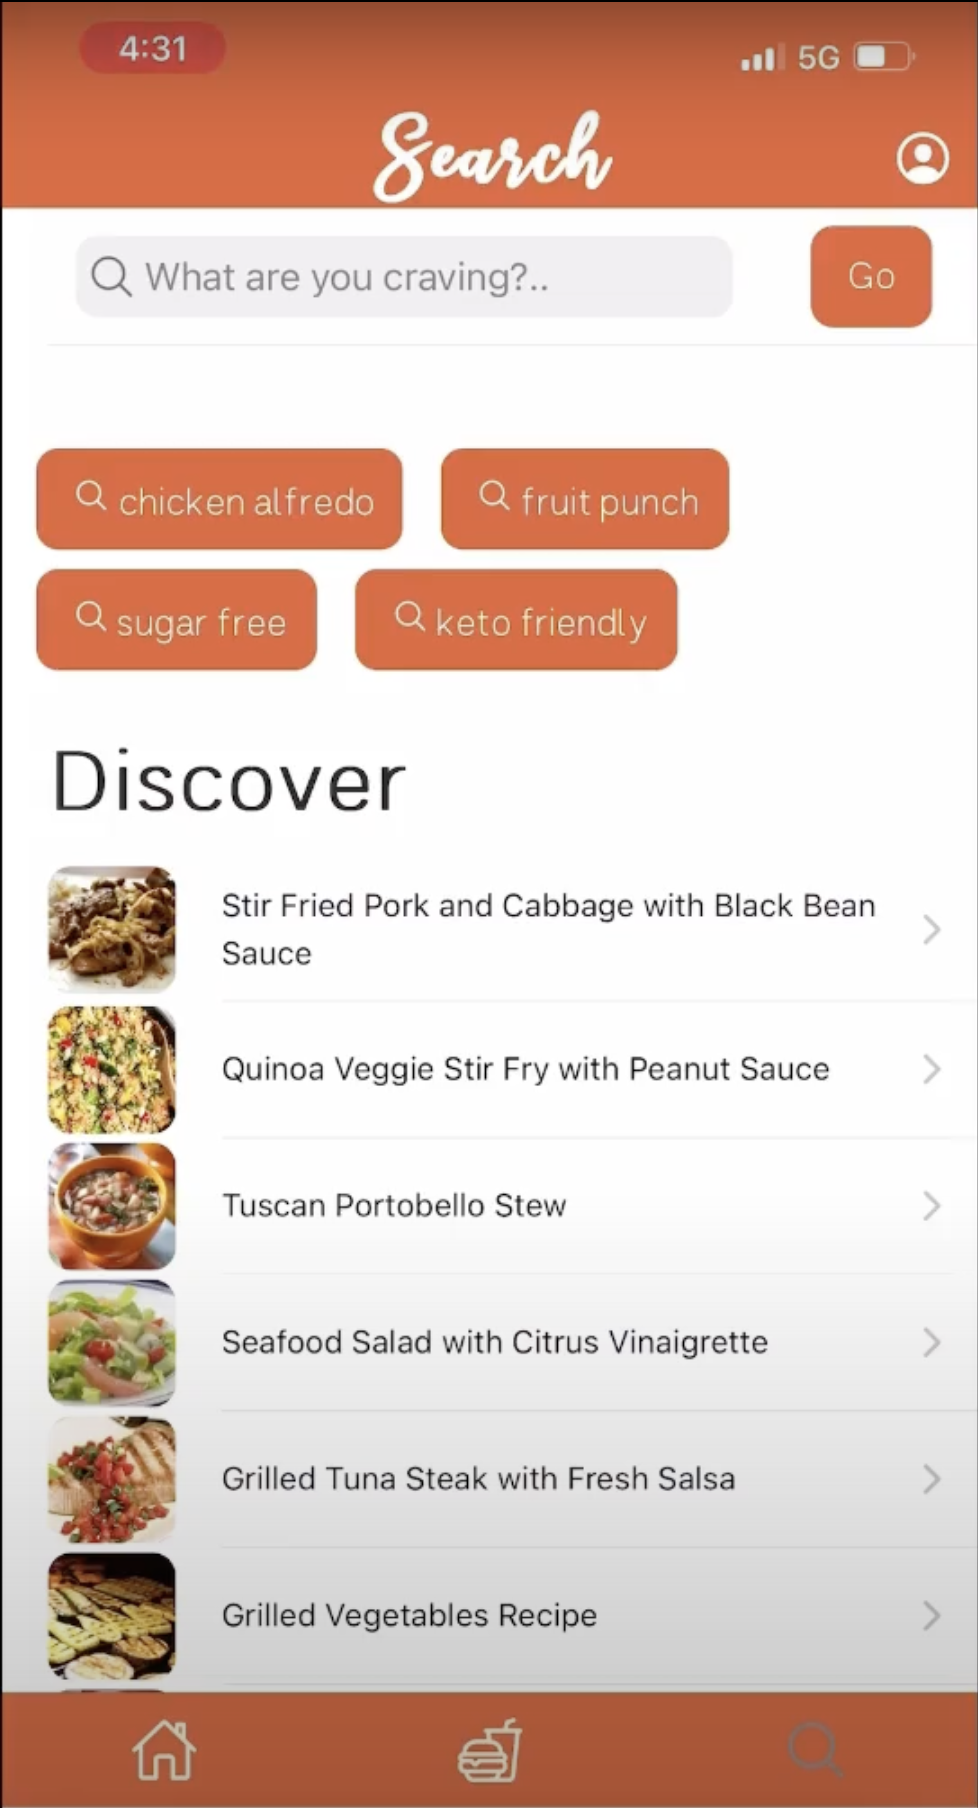 4:31
5G
Search
What are you craving?..
Go
chicken alfredo
fruit punch
sugar free
keto friendly
Discover
Stir Fried Pork and Cabbage with Black Bean
Sauce
Quinoa Veggie Stir Fry with Peanut Sauce
Tuscan Portobello Stew
Seafood Salad with Citrus Vinaigrette
Grilled Tuna Steak with Fresh Salsa
Grilled Vegetables Recipe